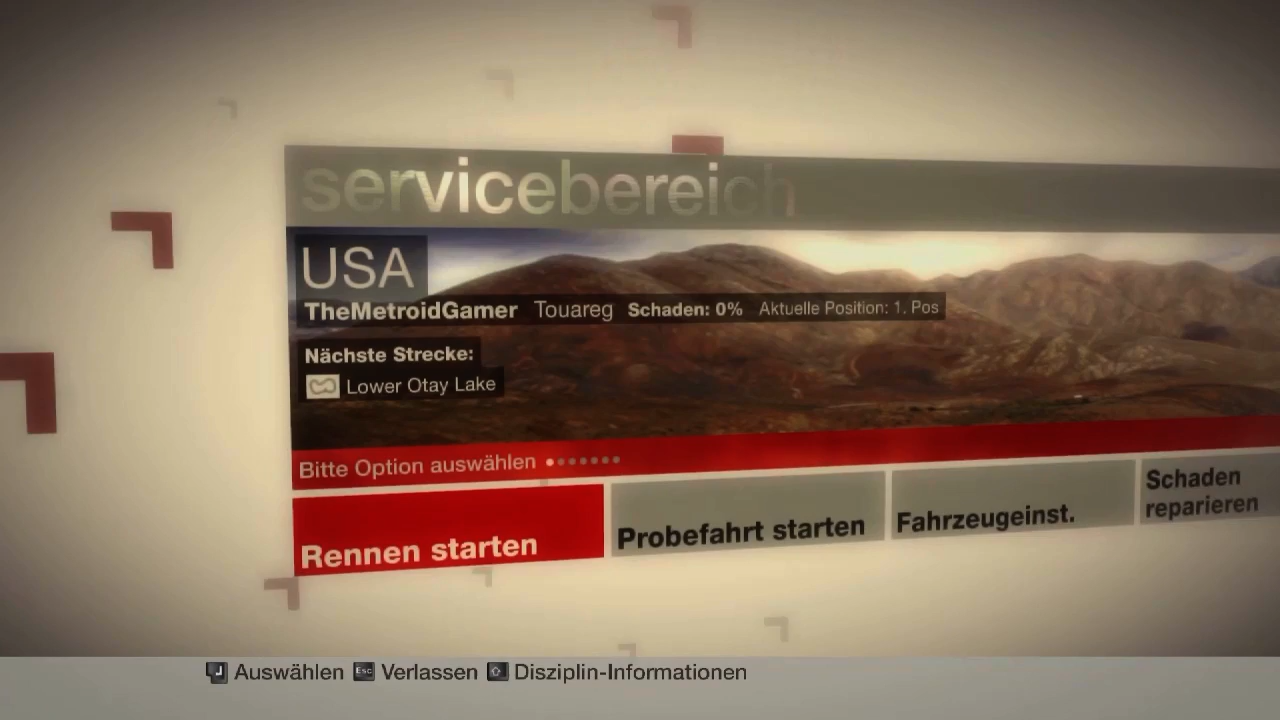 servicebereich
USA
TheMetroidGamer Touareg Schaden: 0% Aktuelle Position: 1. Pos
Nächste Strecke:
Lower Otay Lake
Bitte Option auswählen
Rennen starten
Probefahrt starten
Fahrzeugeinst.
Schaden
reparieren
Auswählen Esc Verlassen Disziplin-Informationen